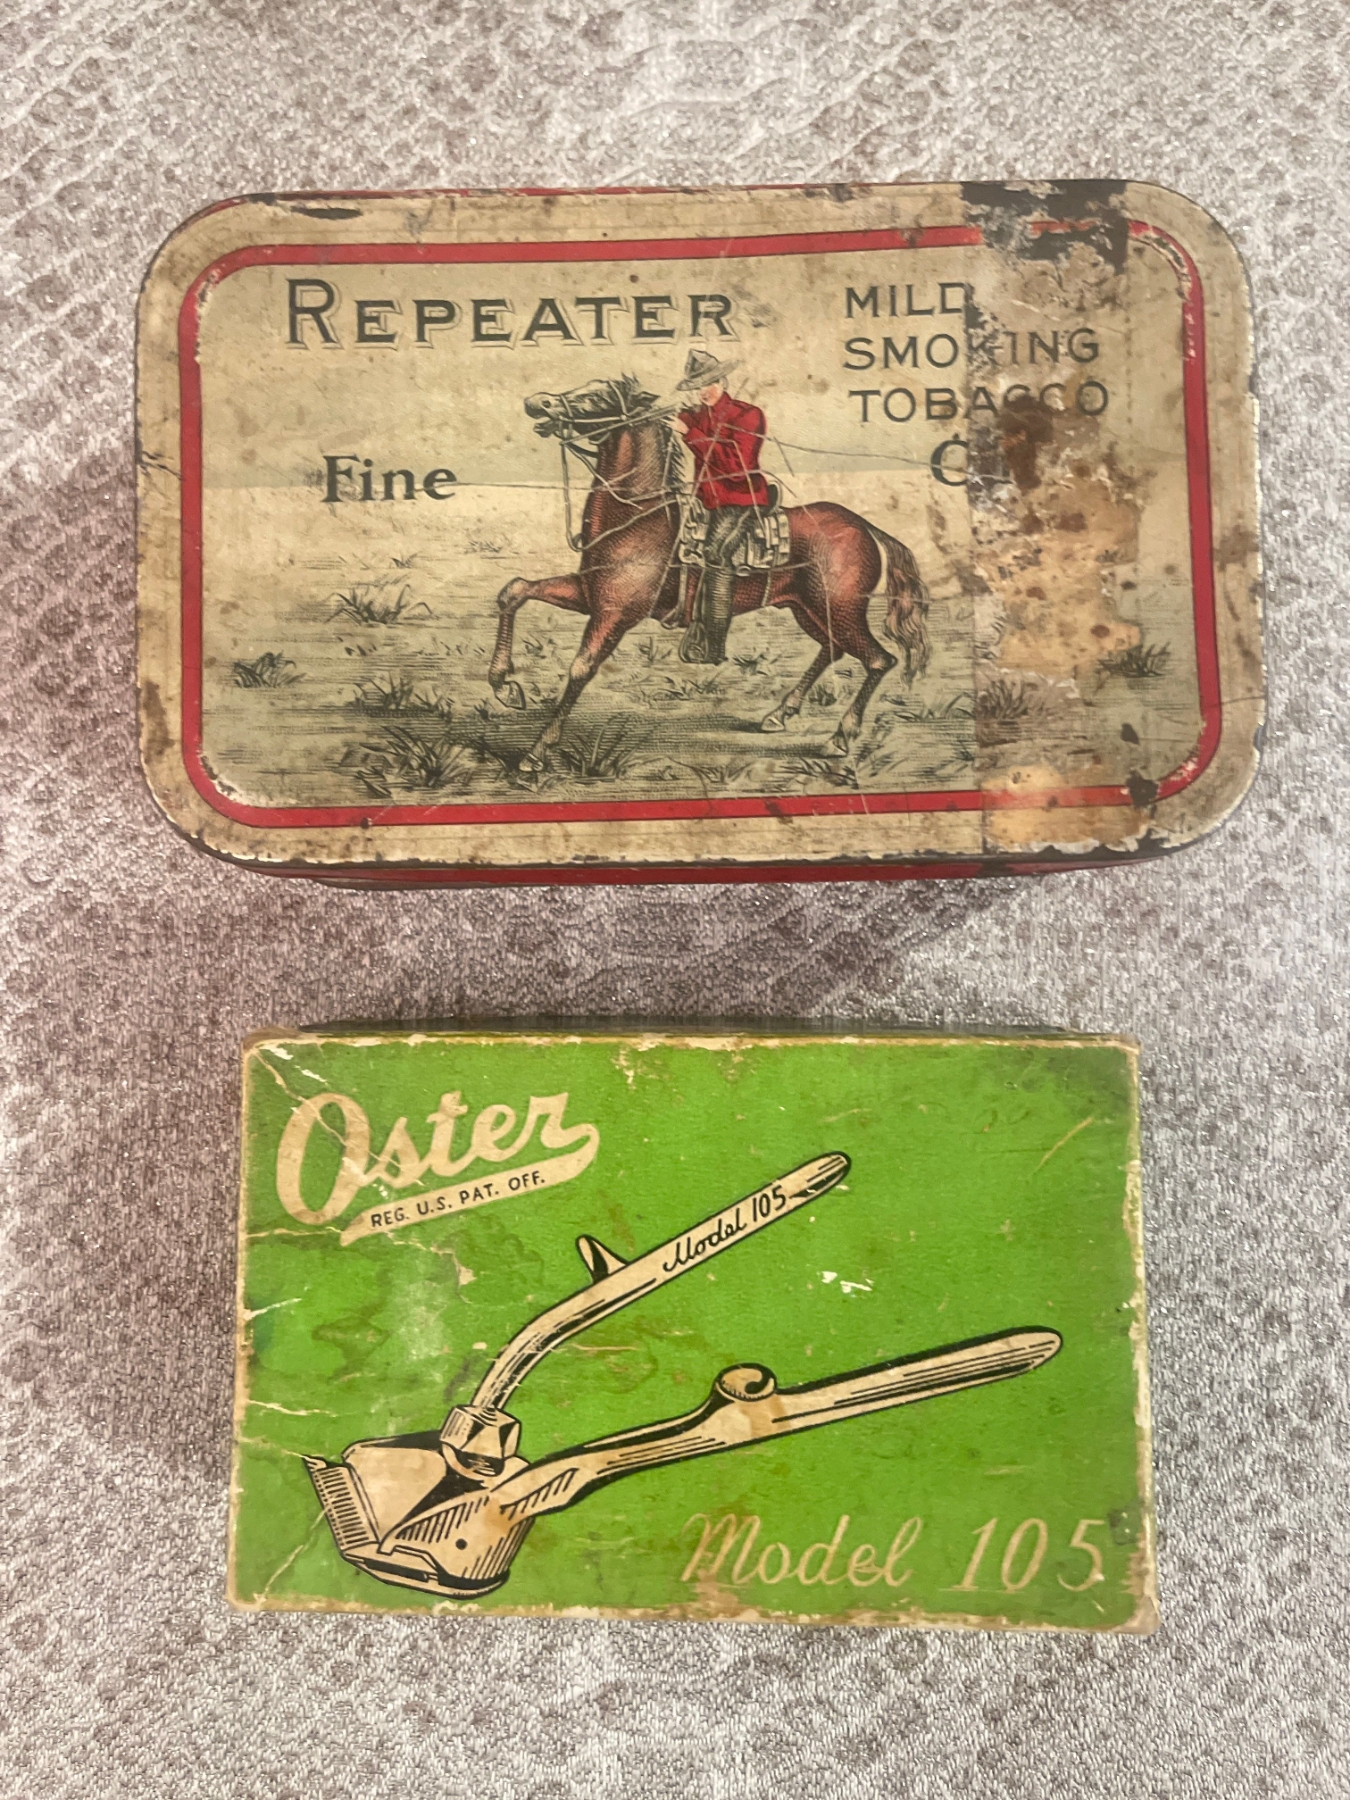 REPEATER
MILD
SMOKING
TOBACCO
Fine
Oster
REG. U.S. PAT. OFF.
Model 105
Model 105